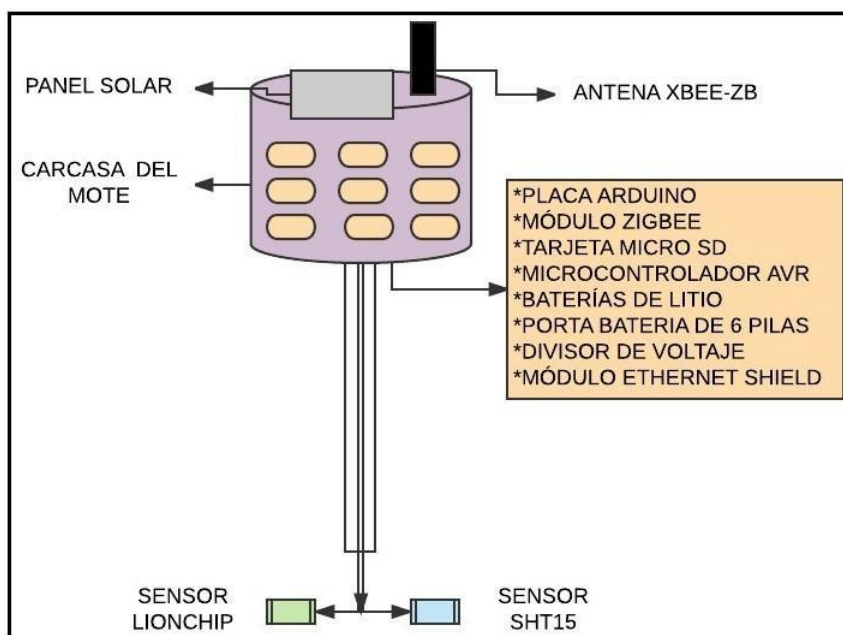 PANEL SOLAR
ANTENA XBEE-ZB
CARCASA DEL
MOTE
*PLACA ARDUINO
*MÓDULO ZIGBEE
*TARJETA MICRO SD
*MICROCONTROLADOR AVR
*BATERÍAS DE LITIO
*PORTA BATERIA DE 6 PILAS
*DIVISOR DE VOLTAJE
*MÓDULO ETHERNET SHIELD
SENSOR
LIONCHIP
SENSOR
SHT15